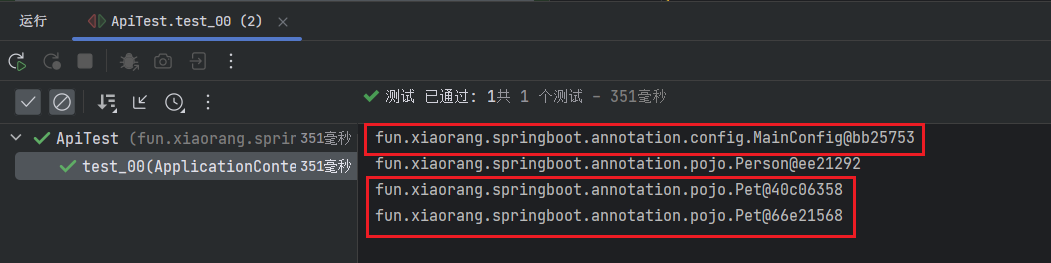 运行
ApiTest.test_00 (2)
测试 已通过: 1共 1 个测试 – 351毫秒
ApiTest (fun.xiaorang.sprin 351毫秒
test_00(ApplicationConte 351毫秒
fun.xiaorang.springboot.annotation.config.MainConfig@bb25753
fun.xiaorang.springboot.annotation.pojo.Person@ee21292
fun.xiaorang.springboot.annotation.pojo.Pet@40c06358
fun.xiaorang.springboot.annotation.pojo.Pet@66e21568